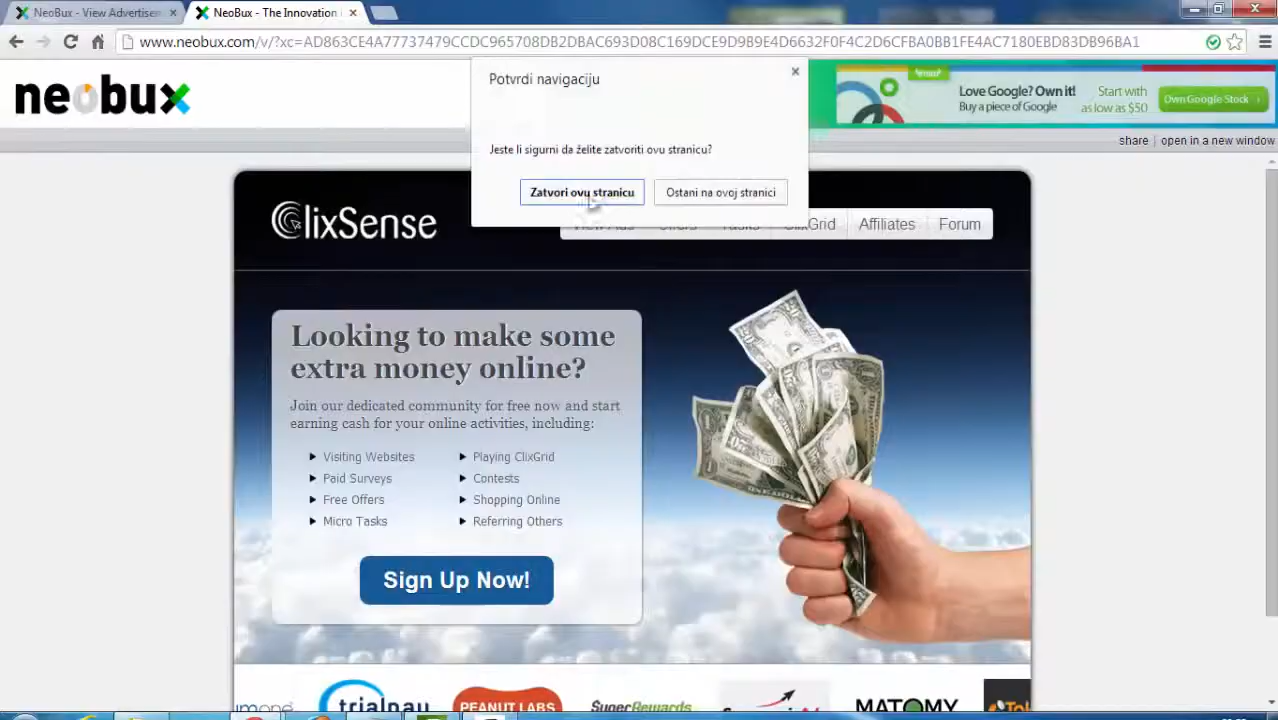 NeoBux - View Advertise
NeoBux - The Innovation
www.neobux.com/v/?xc=AD863CE4A77737479CCDC965708DB2DBAC693D08C169DCE9D9B9E4D6632F0F4C2D6CFBA0BB1FE4AC7180EBD83DB96BA1
neobux
Potvrdi navigaciju
Jeste li sigurni da želite zatvoriti ovu stranicu?
Zatvori ovu stranicu
Ostani na ovoj stranici
Love Google? Own it!
Buy a piece of Google
Start with
as low as $50
Own Google Stock
share | open in a new window
ClixSense
View Ads Offers Tasks ClixGrid Affiliates Forum
Looking to make some
extra money online?
Join our dedicated community for free now and start
earning cash for your online activities, including:
Visiting Websites
Paid Surveys
Free Offers
Micro Tasks
Playing ClixGrid
Contests
Shopping Online
Referring Others
Sign Up Now!
trialpay
PEANUT LABS
SuperRewards
MATOMY